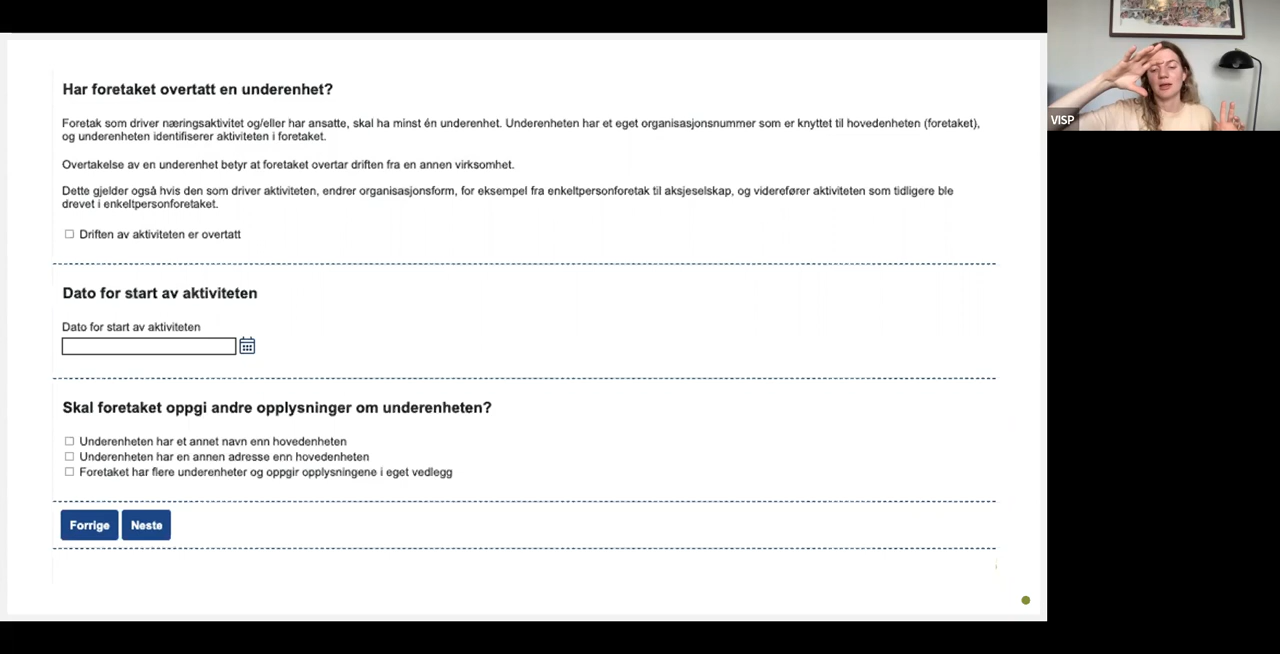 Har foretaket overtatt en underenhet?
Foretak som driver næringsaktivitet og/eller har ansatte, skal ha minst én underenhet. Underenheten har et eget organisasjonsnummer som er knyttet til hovedenheten (foretaket),
og underenheten identifiserer aktiviteten i foretaket.
Overtakelse av en underenhet betyr at foretaket overtar driften fra en annen virksomhet.
Dette gjelder også hvis den som driver aktiviteten, endrer organisasjonsform, for eksempel fra enkeltpersonforetak til aksjeselskap, og viderefører aktiviteten som tidligere ble
drevet i enkeltpersonforetaket.
Driften av aktiviteten er overtatt
Dato for start av aktiviteten
Dato for start av aktiviteten
Skal foretaket oppgi andre opplysninger om underenheten?
Underenheten har et annet navn enn hovedenheten
Underenheten har en annen adresse enn hovedenheten
Foretaket har flere underenheter og oppgir opplysningene i eget vedlegg
Forrige Neste
VISP